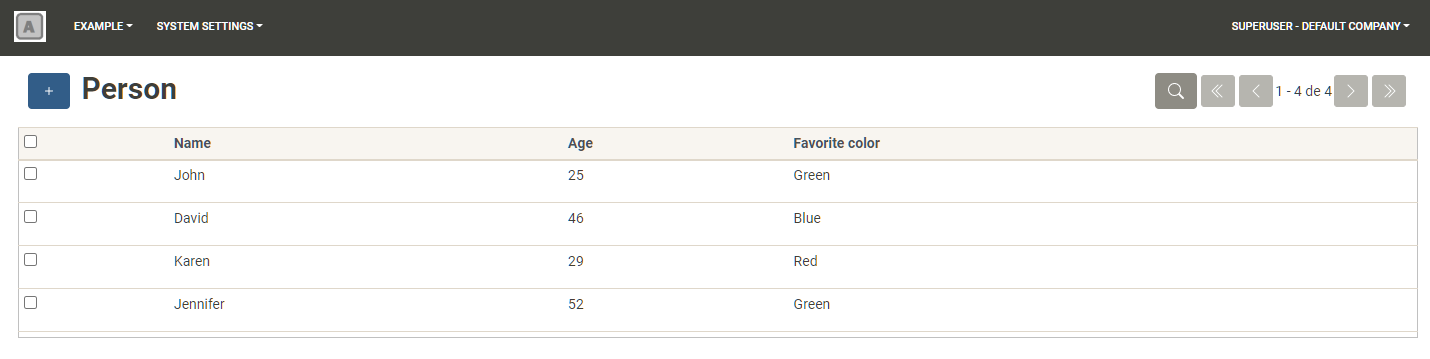 A EXAMPLE SYSTEM SETTINGS SUPERUSER - DEFAULT COMPANY
+ Person 1 - 4 de 4
Name Age Favorite color
John 25 Green
David 46 Blue
Karen 29 Red
Jennifer 52 Green